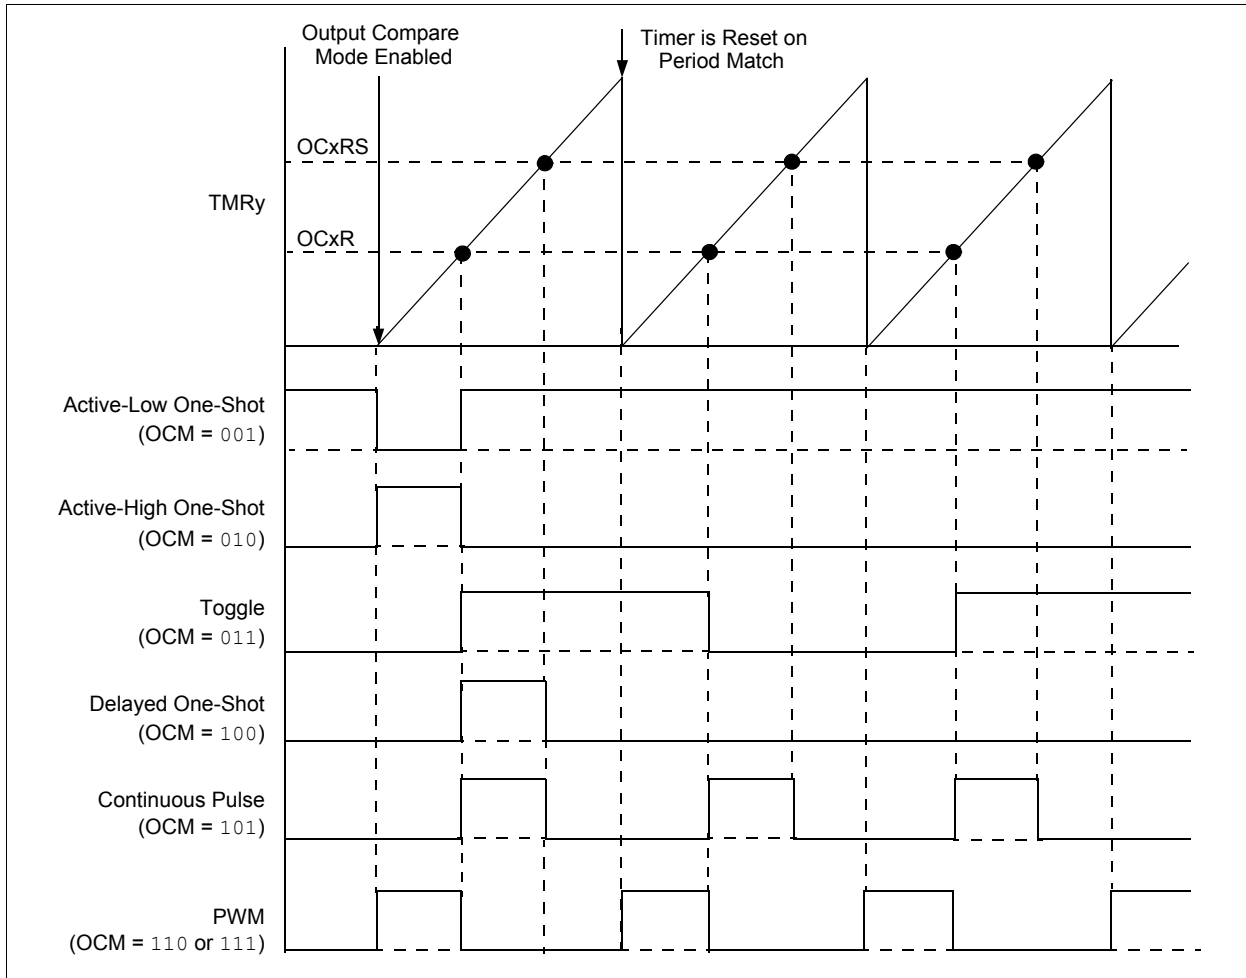 Output Compare
Mode Enabled
Timer is Reset on
Period Match
OCxRS
TMRy
OCxR
Active-Low One-Shot
(OCM = 001)
Active-High One-Shot
(OCM = 010)
Toggle
(OCM = 011)
Delayed One-Shot
(OCM = 100)
Continuous Pulse
(OCM = 101)
PWM
(OCM = 110 or 111)